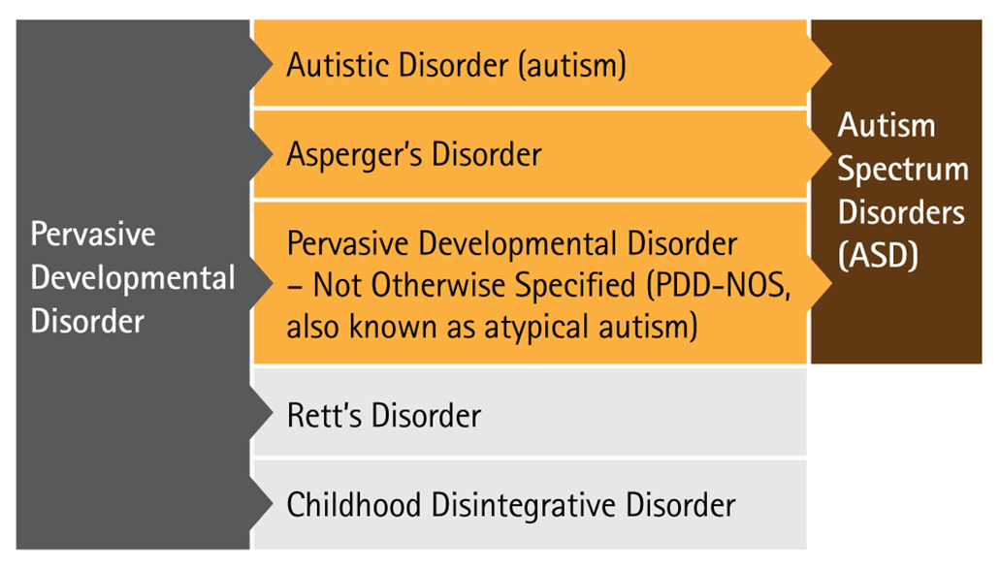 Pervasive
Developmental
Disorder
Autistic Disorder (autism)
Asperger’s Disorder
Pervasive Developmental Disorder
– Not Otherwise Specified (PDD-NOS,
also known as atypical autism)
Rett’s Disorder
Childhood Disintegrative Disorder
Autism
Spectrum
Disorders
(ASD)